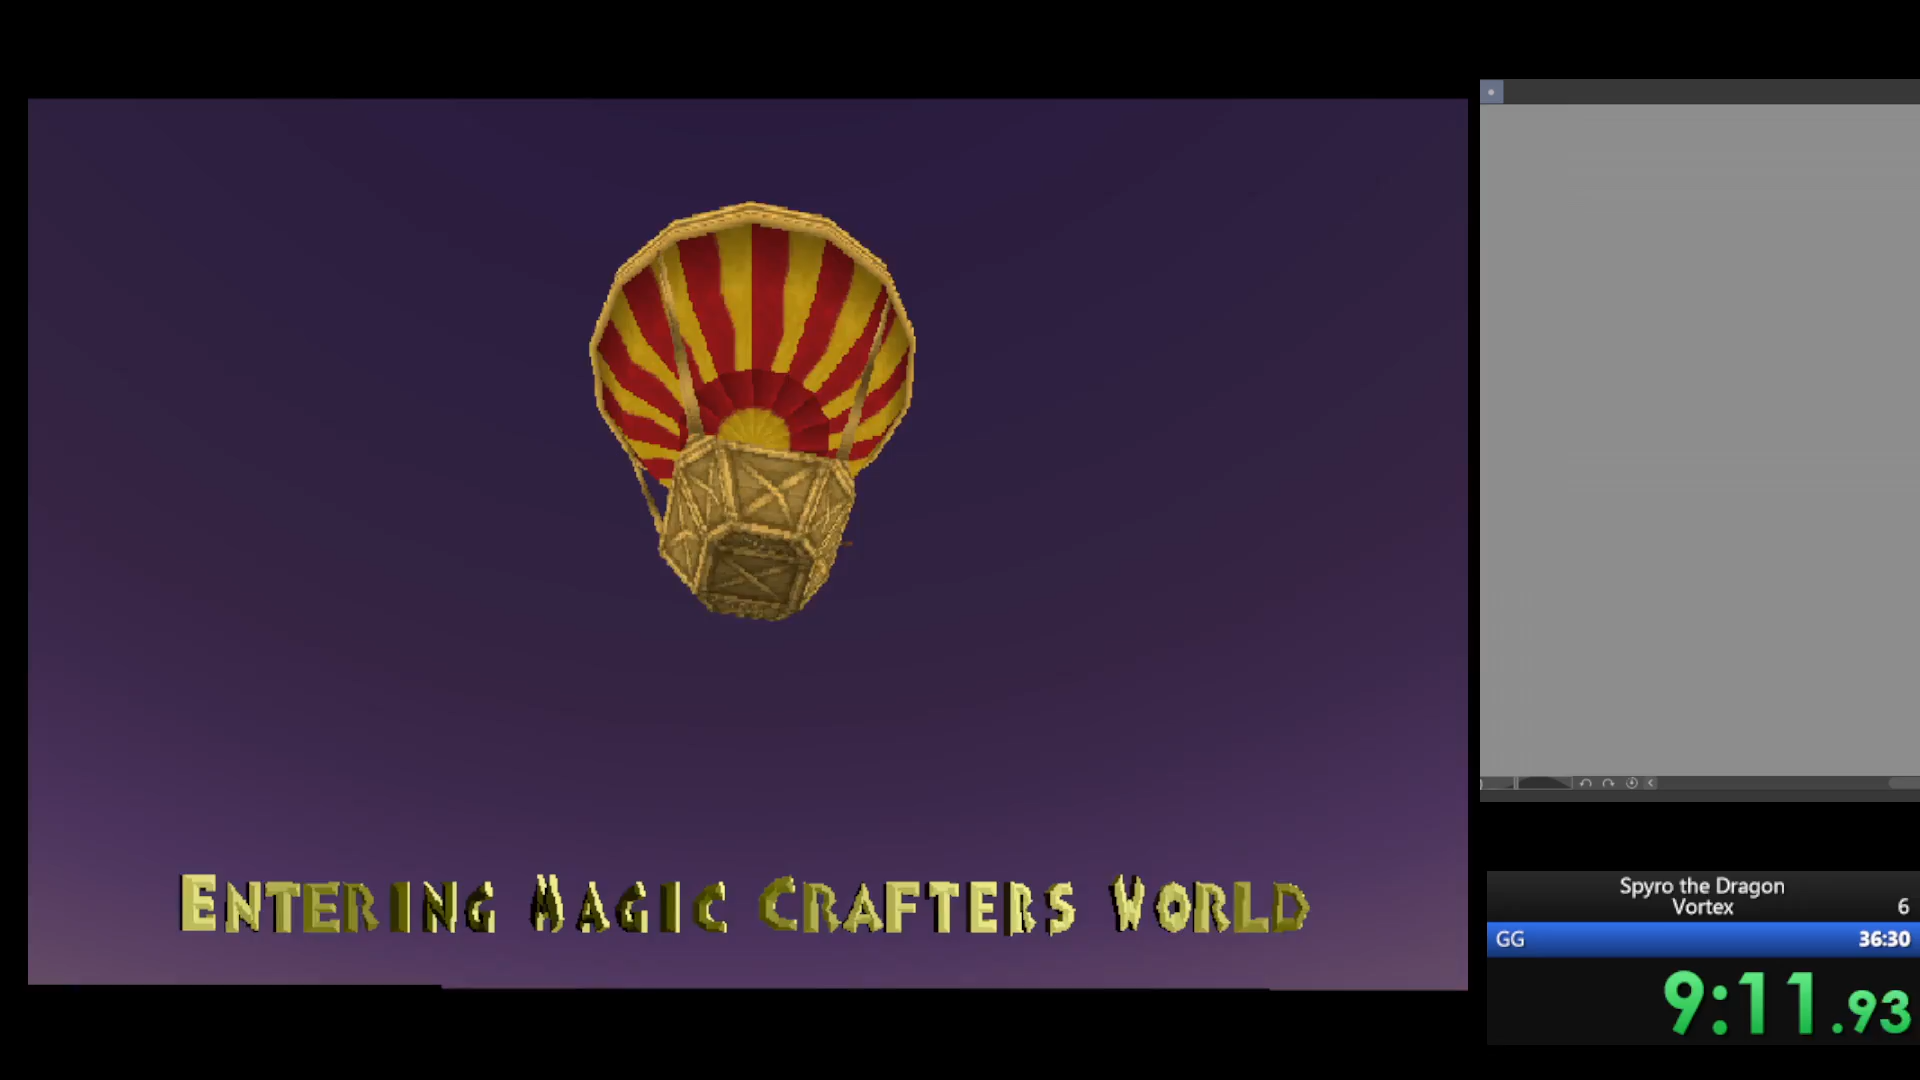 Entering Magic Crafters World
Spyro the Dragon
Vortex 6
GG 36:30
9:11.93